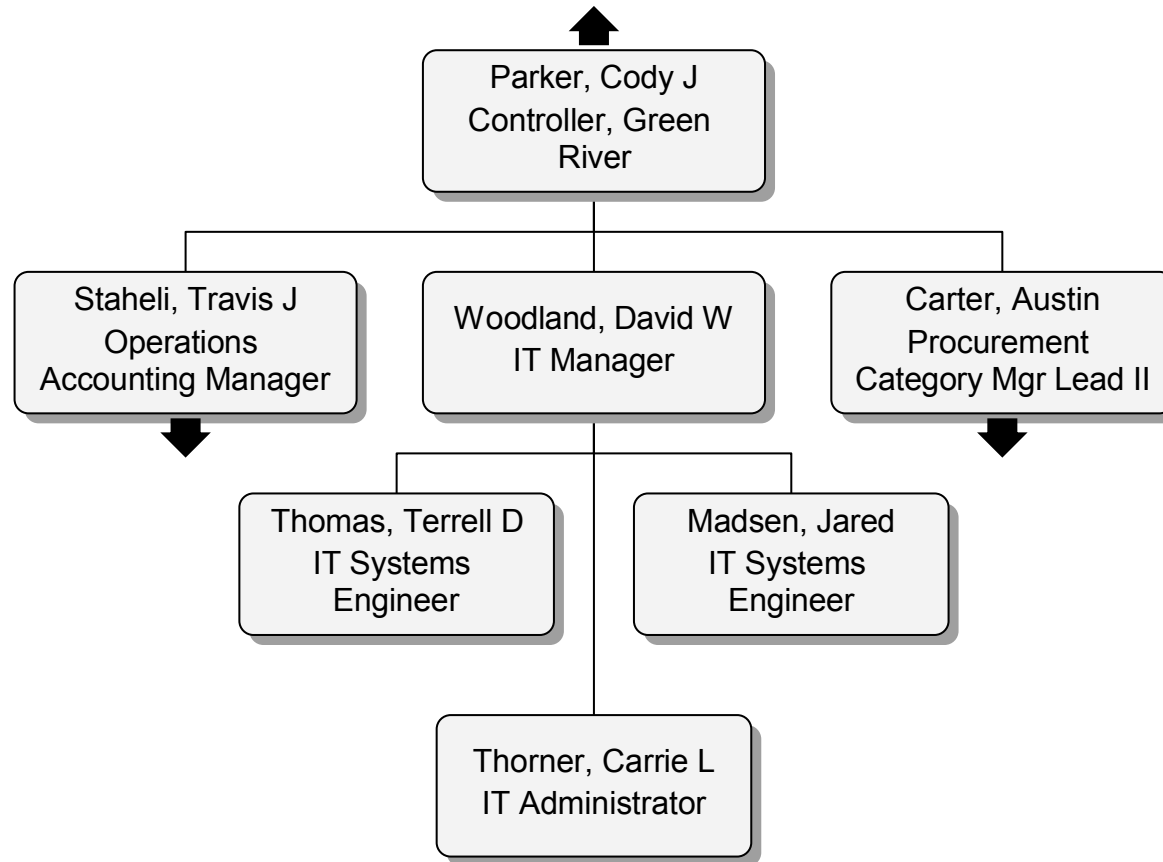 Parker, Cody J
Controller, Green
River
Staheli, Travis J
Operations
Accounting Manager
Woodland, David W
IT Manager
Carter, Austin
Procurement
Category Mgr Lead II
Thomas, Terrell D
IT Systems
Engineer
Madsen, Jared
IT Systems
Engineer
Thorner, Carrie L
IT Administrator